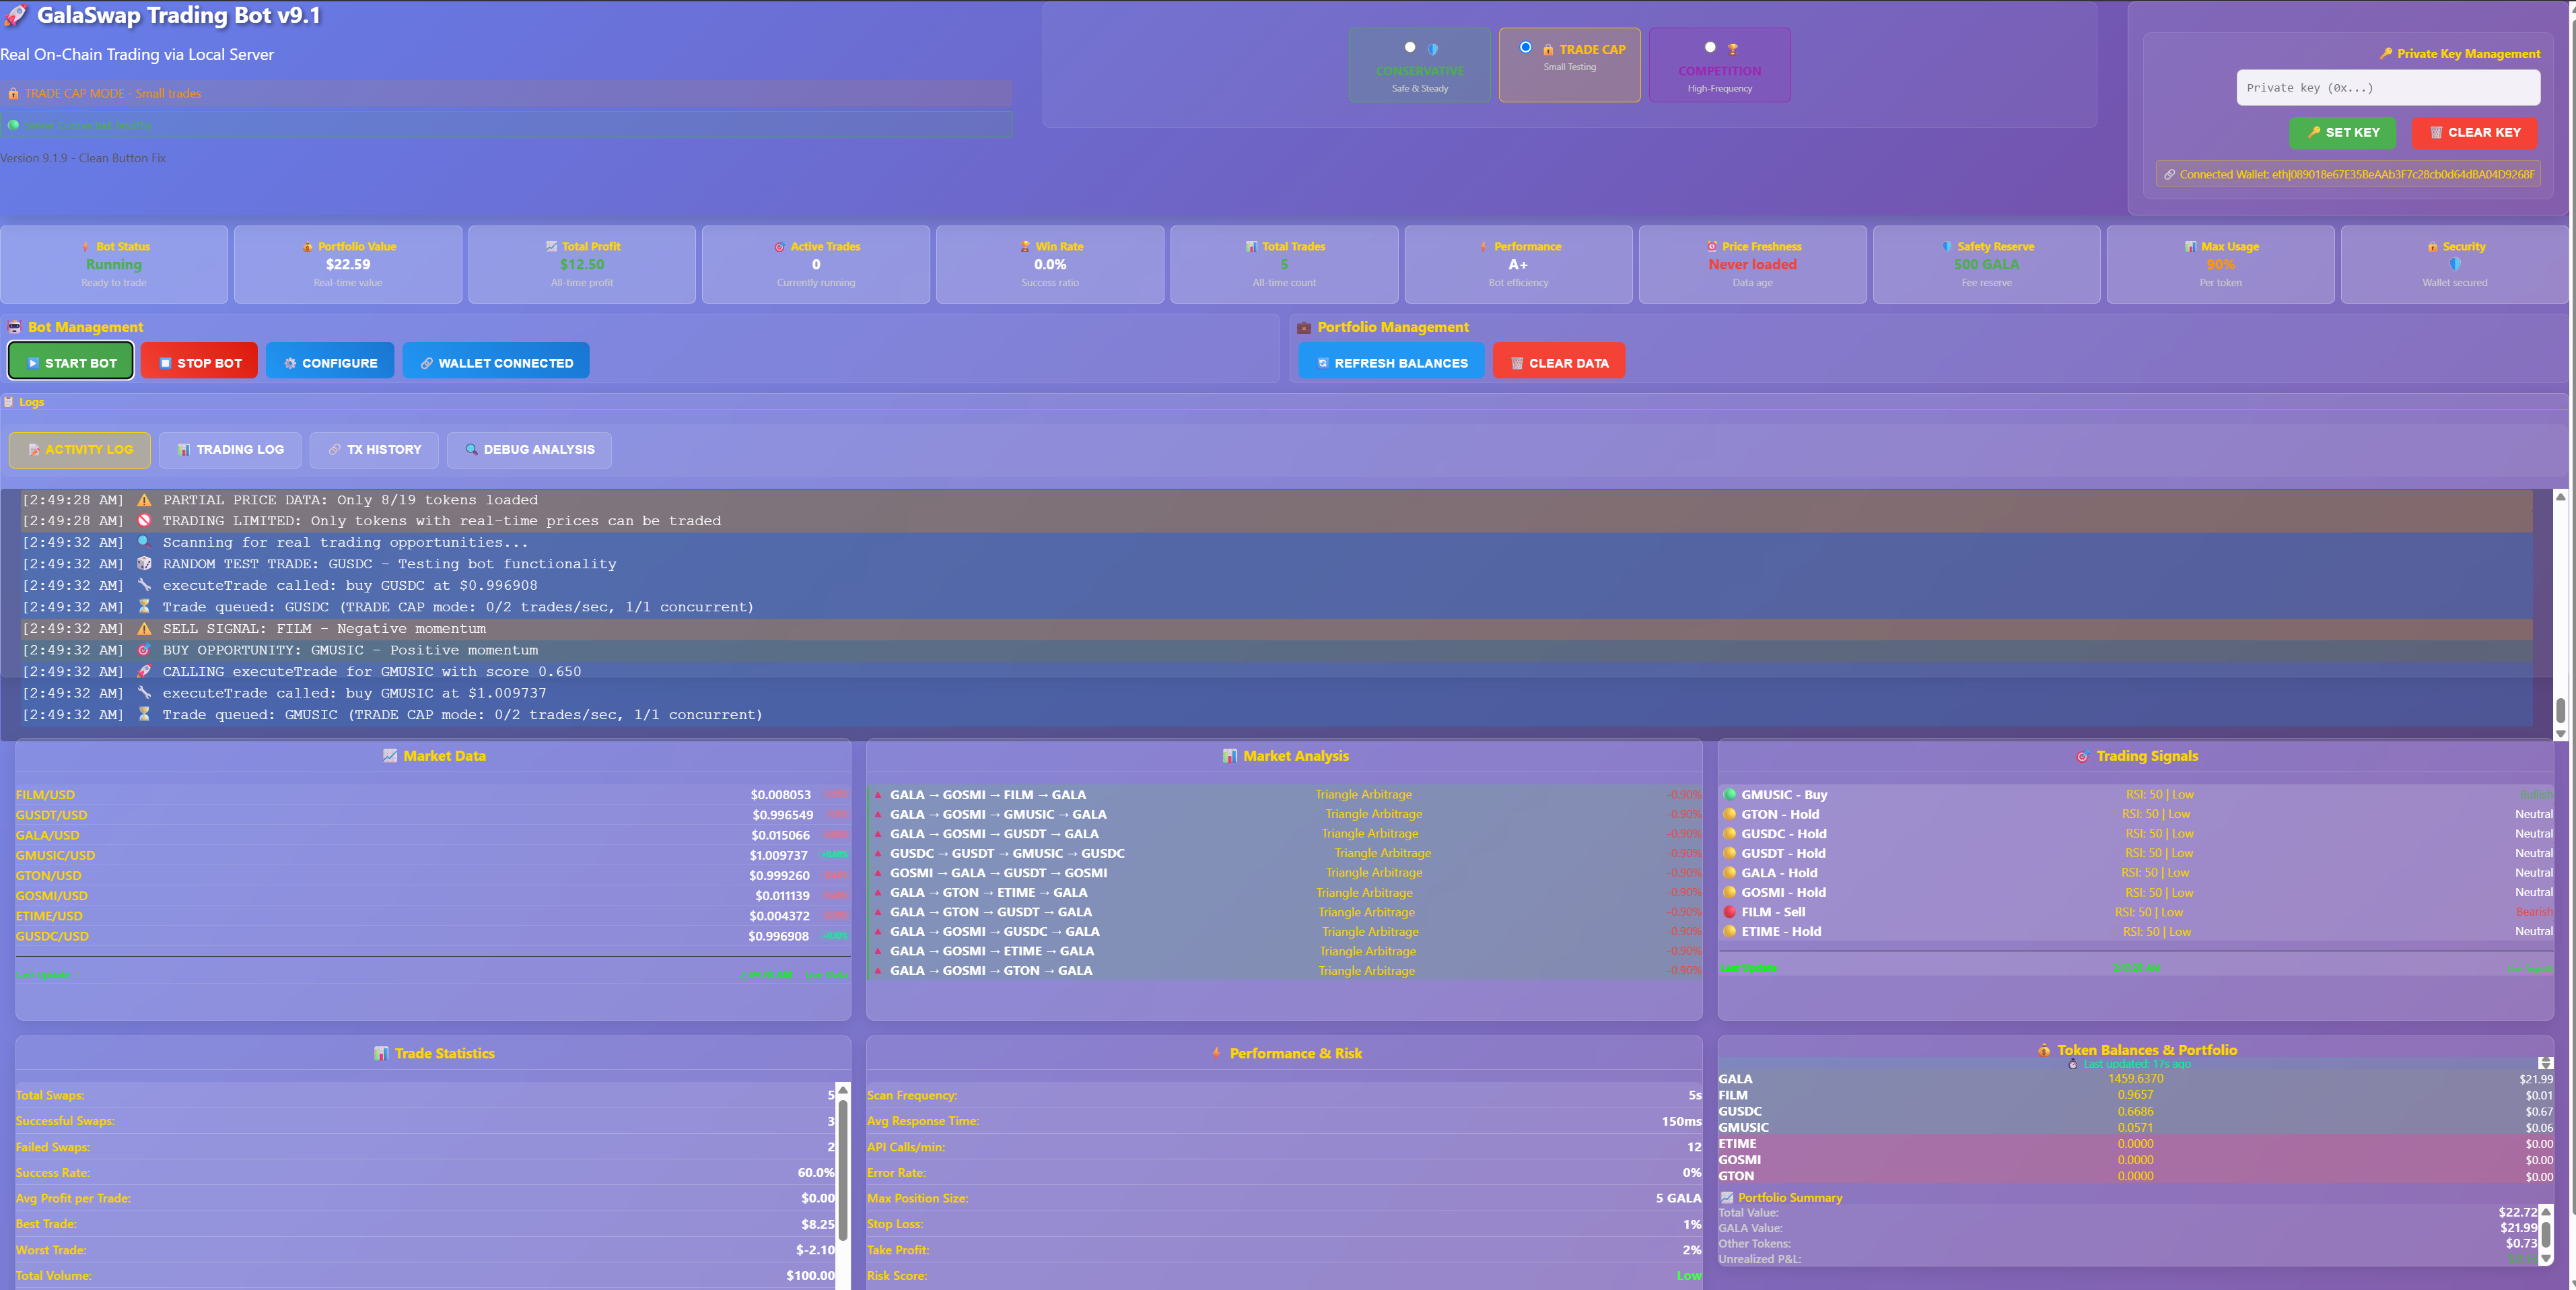 🚀 GalaSwap Trading Bot v9.1
Real On-Chain Trading via Local Server
🔒 TRADE CAP MODE - Small trades
Version 9.1.9 - Clean Button Fix
CONSERVATIVE
Safe & Steady
🔒 TRADE CAP
Small Testing
COMPETITION
High-Frequency
🔑 Private Key Management
Private key (0x...)
🔑 SET KEY
🗑️ CLEAR KEY
🔗 Connected Wallet: eth|089018e67E35BeAAb3F7c28cb0d64dBA04D9268F
Bot Status
Running
Ready to trade
💰 Portfolio Value
$22.59
Real-time value
📈 Total Profit
$12.50
All-time profit
🎯 Active Trades
0
Currently running
🏆 Win Rate
0.0%
Success ratio
📊 Total Trades
5
All-time count
Performance
A+
Bot efficiency
⏰ Price Freshness
Never loaded
Data age
🛡️ Safety Reserve
500 GALA
Fee reserve
📊 Max Usage
90%
Per token
🔒 Security
🛡️
Wallet secured
🤖 Bot Management
▶️ START BOT
⏹️ STOP BOT
⚙️ CONFIGURE
🔗 WALLET CONNECTED
💼 Portfolio Management
🔄 REFRESH BALANCES
🗑️ CLEAR DATA
📋 Logs
📝 ACTIVITY LOG
📊 TRADING LOG
🔗 TX HISTORY
🔍 DEBUG ANALYSIS
[2:49:28 AM] ⚠️ PARTIAL PRICE DATA: Only 8/19 tokens loaded
[2:49:28 AM] 🚫 TRADING LIMITED: Only tokens with real-time prices can be traded
[2:49:32 AM] 🔍 Scanning for real trading opportunities...
[2:49:32 AM] 🎲 RANDOM TEST TRADE: GUSDC - Testing bot functionality
[2:49:32 AM] 🔧 executeTrade called: buy GUSDC at $0.996908
[2:49:32 AM] ⏳ Trade queued: GUSDC (TRADE CAP mode: 0/2 trades/sec, 1/1 concurrent)
[2:49:32 AM] ⚠️ SELL SIGNAL: FILM - Negative momentum
[2:49:32 AM] 🎯 BUY OPPORTUNITY: GMUSIC - Positive momentum
[2:49:32 AM] 🚀 CALLING executeTrade for GMUSIC with score 0.650
[2:49:32 AM] 🔧 executeTrade called: buy GMUSIC at $1.009737
[2:49:32 AM] ⏳ Trade queued: GMUSIC (TRADE CAP mode: 0/2 trades/sec, 1/1 concurrent)
📈 Market Data
FILM/USD $0.008053
GUSDT/USD $0.996549
GALA/USD $0.015066
GMUSIC/USD $1.009737
GTON/USD $0.999260
GOSMI/USD $0.011139
ETIME/USD $0.004372
GUSDC/USD $0.996908
Last Update:
📊 Market Analysis
🔺 GALA → GOSMI → FILM → GALA Triangle Arbitrage -0.90%
🔺 GALA → GOSMI → GMUSIC → GALA Triangle Arbitrage -0.90%
🔺 GALA → GOSMI → GUSDT → GALA Triangle Arbitrage -0.90%
🔺 GUSDC → GUSDT → GMUSIC → GUSDC Triangle Arbitrage -0.90%
🔺 GOSMI → GALA → GUSDT → GOSMI Triangle Arbitrage -0.90%
🔺 GALA → GTON → ETIME → GALA Triangle Arbitrage -0.90%
🔺 GALA → GTON → GUSDT → GALA Triangle Arbitrage -0.90%
🔺 GALA → GOSMI → GUSDC → GALA Triangle Arbitrage -0.90%
🔺 GALA → GOSMI → ETIME → GALA Triangle Arbitrage -0.90%
🔺 GALA → GOSMI → GTON → GALA Triangle Arbitrage -0.90%
🎯 Trading Signals
🟢 GMUSIC - Buy RSI: 50 | Low Bullish
🟡 GTON - Hold RSI: 50 | Low Neutral
🟡 GUSDC - Hold RSI: 50 | Low Neutral
🟡 GUSDT - Hold RSI: 50 | Low Neutral
🟡 GALA - Hold RSI: 50 | Low Neutral
🟡 GOSMI - Hold RSI: 50 | Low Neutral
🔴 FILM - Sell RSI: 50 | Low Bearish
🟡 ETIME - Hold RSI: 50 | Low Neutral
Last Update:
📊 Trade Statistics
Total Swaps: 5
Successful Swaps: 3
Failed Swaps: 2
Success Rate: 60.0%
Avg Profit per Trade: $0.00
Best Trade: $8.25
Worst Trade: $-2.10
Total Volume: $100.00
Performance & Risk
Scan Frequency: 5s
Avg Response Time: 150ms
API Calls/min: 12
Error Rate: 0%
Max Position Size: 5 GALA
Stop Loss: 1%
Take Profit: 2%
Risk Score: Low
💰 Token Balances & Portfolio
Last updated: 17s ago
GALA 1459.6370 $21.99
FILM 0.9657 $0.01
GUSDC 0.6686 $0.67
GMUSIC 0.0571 $0.06
ETIME 0.0000 $0.00
GOSMI 0.0000 $0.00
GTON 0.0000 $0.00
📈 Portfolio Summary
Total Value: $22.72
GALA Value: $21.99
Other Tokens: $0.73
Unrealized P&L: